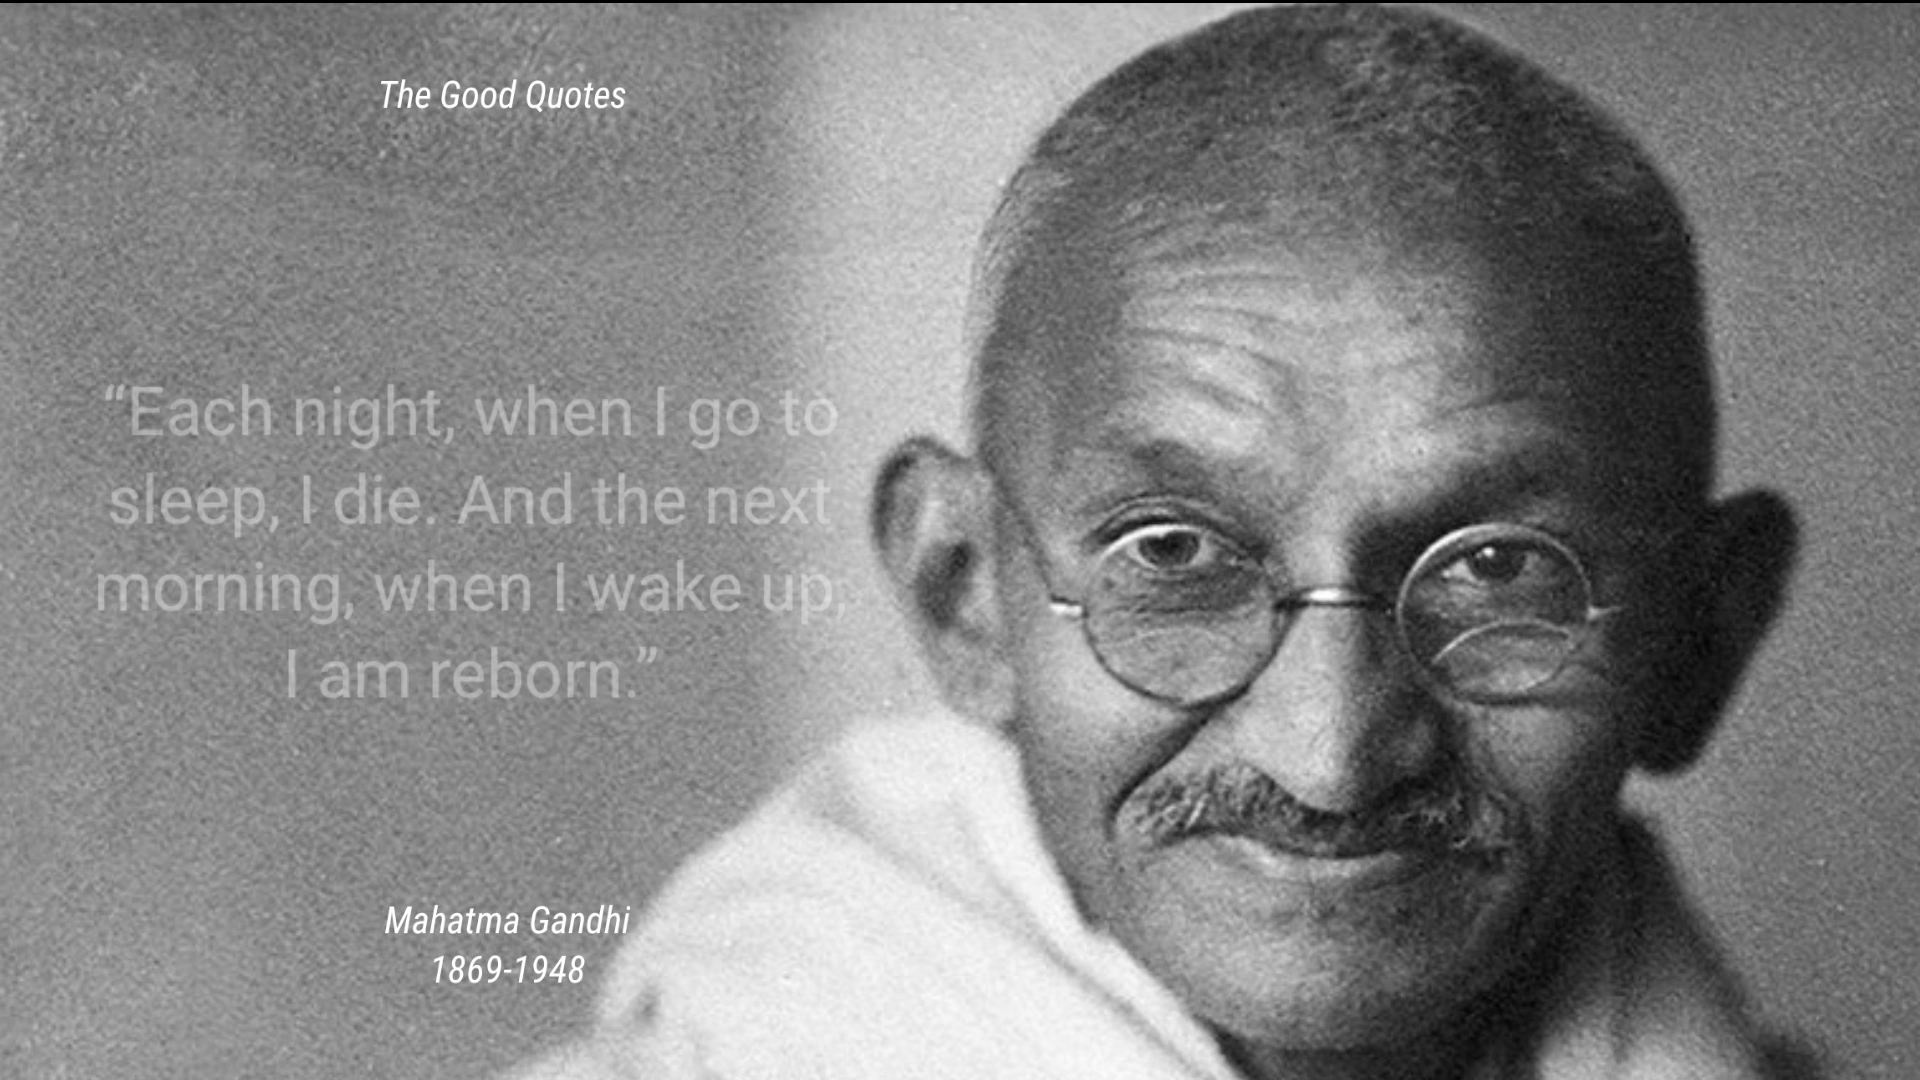 The Good Quotes
“Each night, when I go to
sleep, I die. And the next
morning, when I wake up,
I am reborn.”
Mahatma Gandhi
1869-1948